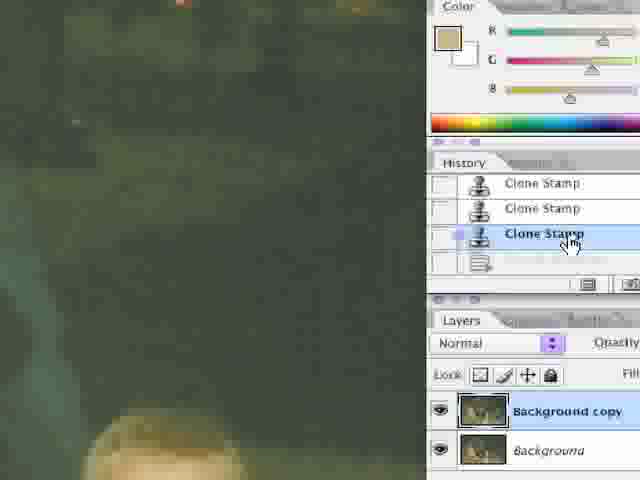 Color
R
G
B
History
Clone Stamp
Clone Stamp
Clone Stamp
Layers
Normal
Opacity
Lock
Fill
Background copy
Background